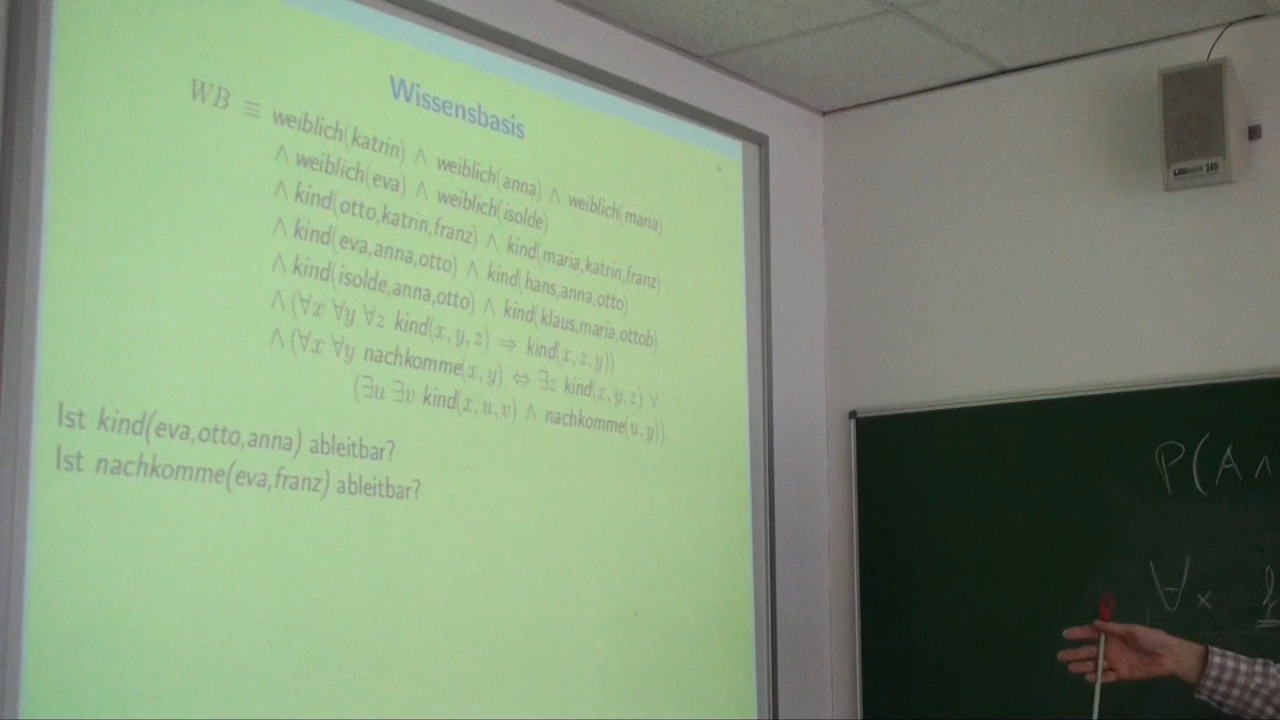 Wissensbasis
WB ≡ weiblich(katrin) ∧ weiblich(anna) ∧ weiblich(maria)
∧ weiblich(eva) ∧ weiblich(isolde)
∧ kind(otto,katrin,franz) ∧ kind(maria,katrin,franz)
∧ kind(eva,anna,otto) ∧ kind(hans,anna,otto)
∧ kind(isolde,anna,otto) ∧ kind(klaus,maria,ottob)
∧ (∀x ∀y ∀z kind(x, y, z) ⇒ kind(x, z, y))
∧ (∀x ∀y nachkomme(x, y) ⇔ ∃z kind(x, y, z) ∨
(∃u ∃v kind(x, u, v) ∧ nachkomme(u, y)).
Ist kind(eva,otto,anna) ableitbar?
Ist nachkomme(eva,franz) ableitbar?
P(A ∧
∀x